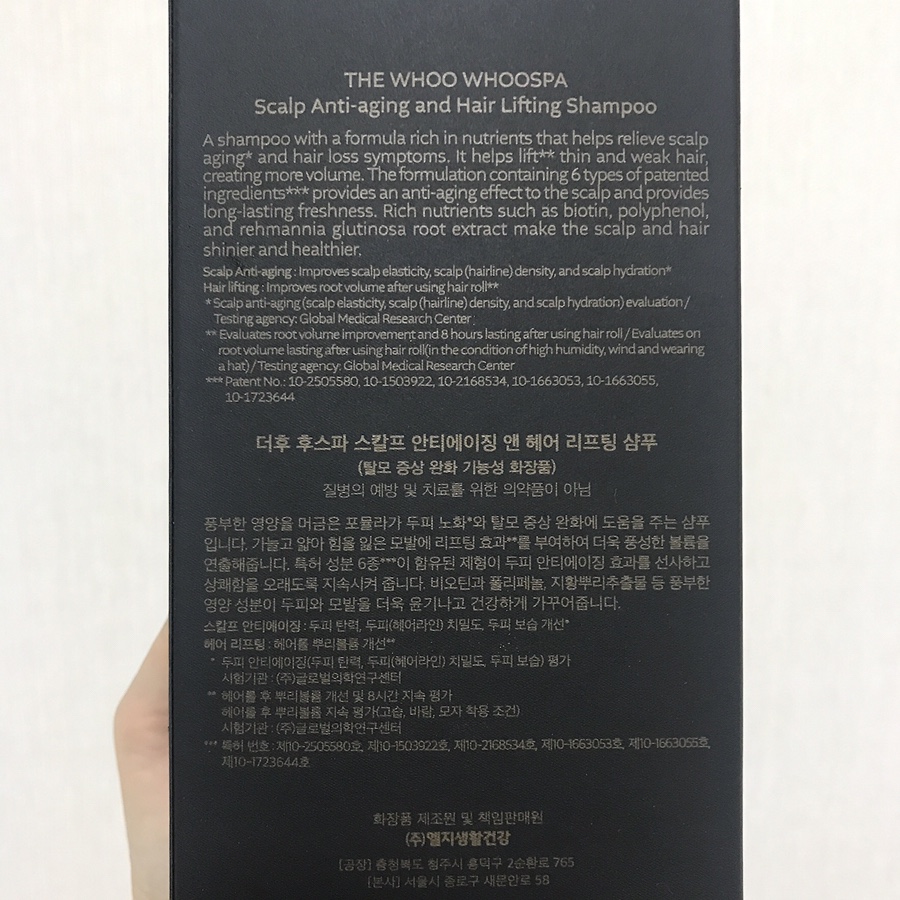 THE WHOO WHOOSPA
Scalp Anti-aging and Hair Lifting Shampoo
A shampoo with a formula rich in nutrients that helps relieve scalp
aging* and hair loss symptoms. It helps lift** thin and weak hair,
creating more volume. The formulation containing 6 types of patented
ingredients*** provides an anti-aging effect to the scalp and provides
long-lasting freshness. Rich nutrients such as biotin, polyphenol,
and rehmannia glutinosa root extract make the scalp and hair
shinier and healthier.
Scalp Anti-aging : Improves scalp elasticity, scalp (hairline) density, and scalp hydration*
Hair lifting : Improves root volume after using hair roll**
* Scalp anti-aging (scalp elasticity, scalp (hairline) density, and scalp hydration) evaluation /
Testing agency: Global Medical Research Center
** Evaluates root volume improvement and 8 hours lasting after using hair roll / Evaluates on
root volume lasting after using hair roll(in the condition of high humidity, wind and wearing
a hat) / Testing agency: Global Medical Research Center
*** Patent No.: 10-2505580, 10-1503922, 10-2168534, 10-1663053, 10-1663055,
10-1723644
더후 후스파 스칼프 안티에이징 앤 헤어 리프팅 샴푸
(탈모 증상 완화 기능성 화장품)
질병의 예방 및 치료를 위한 의약품이 아님
풍부한 영양을 머금은 포뮬라가 두피 노화*와 탈모 증상 완화에 도움을 주는 샴푸
입니다. 가늘고 얇아 힘을 잃은 모발에 리프팅 효과**를 부여하여 더욱 풍성한 볼륨을
연출해줍니다. 특허 성분 6종***이 함유된 제형이 두피 안티에이징 효과를 선사하고
상쾌함을 오래도록 지속시켜 줍니다. 비오틴과 폴리페놀, 지황뿌리추출물 등 풍부한
영양 성분이 두피와 모발을 더욱 윤기나고 건강하게 가꾸어줍니다.
스칼프 안티에이징 : 두피 탄력, 두피(헤어라인) 치밀도, 두피 보습 개선*
헤어 리프팅 : 헤어롤 뿌리볼륨 개선**
* 두피 안티에이징(두피 탄력, 두피(헤어라인) 치밀도, 두피 보습) 평가
시험기관 : (주)글로벌의학연구센터
** 헤어롤 후 뿌리볼륨 개선 및 8시간 지속 평가
헤어롤 후 뿌리볼륨 지속 평가(고습, 바람, 모자 착용 조건)
시험기관 : (주)글로벌의학연구센터
*** 특허 번호 : 제10-2505580호, 제10-1503922호, 제10-2168534호, 제10-1663053호, 제10-1663055호,
제10-1723644호
화장품 제조원 및 책임판매원
(주)엘지생활건강
[공장] 충청북도 청주시 흥덕구 2순환로 765
[본사] 서울시 종로구 새문안로 58